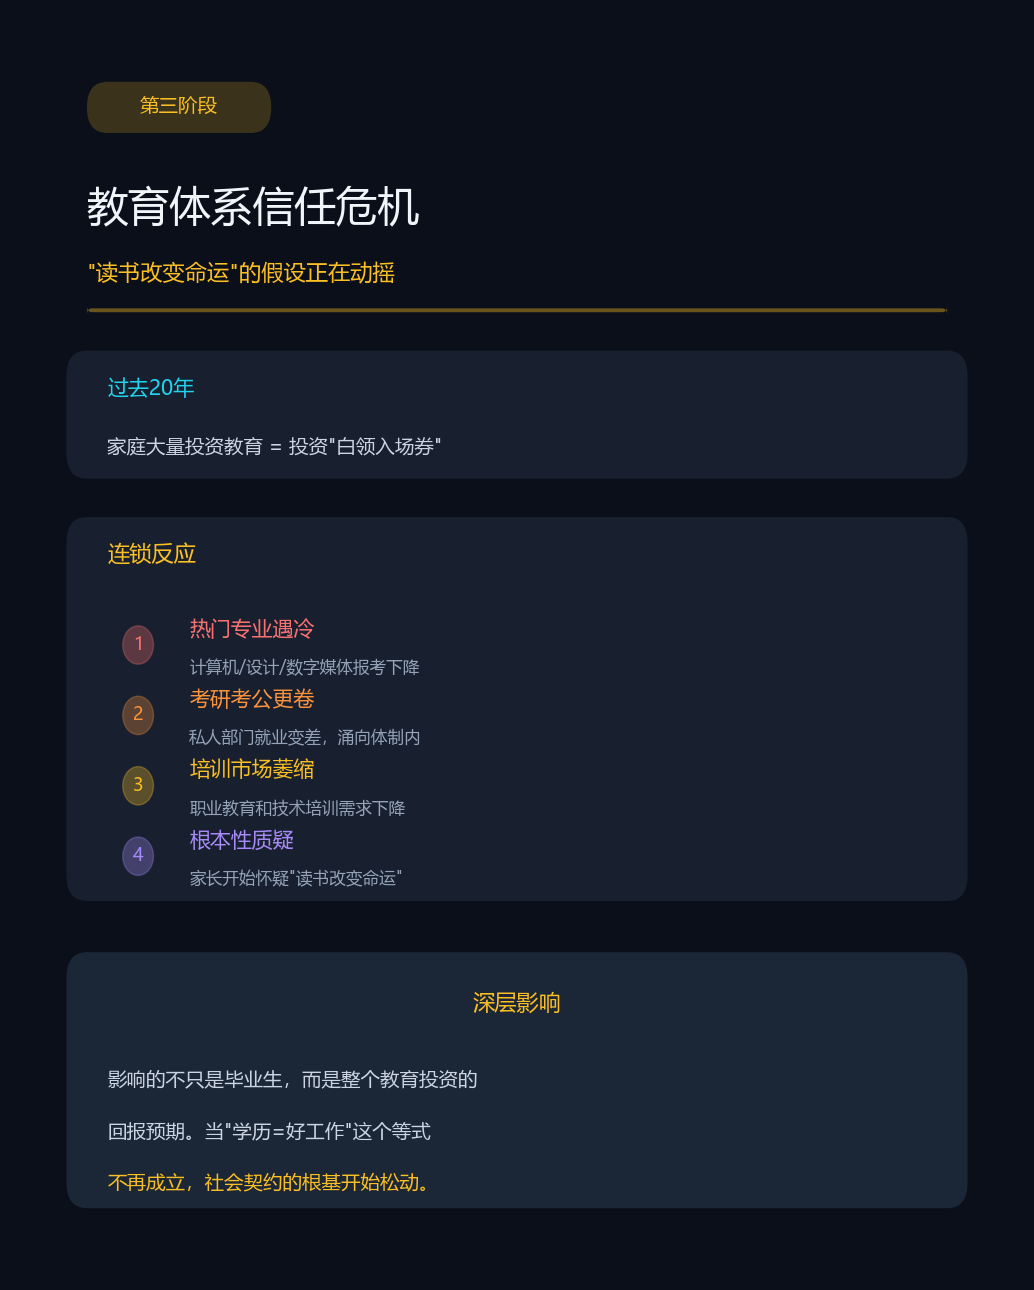 第三阶段
教育体系信任危机
"读书改变命运"的假设正在动摇
过去20年
家庭大量投资教育 = 投资"白领入场券"
连锁反应
1 热门专业遇冷
计算机/设计/数字媒体报考下降
2 考研考公更卷
私人部门就业变差，涌向体制内
3 培训市场萎缩
职业教育和技术培训需求下降
4 根本性质疑
家长开始怀疑"读书改变命运"
深层影响
影响的不只是毕业生，而是整个教育投资的
回报预期。当"学历=好工作"这个等式
不再成立，社会契约的根基开始松动。